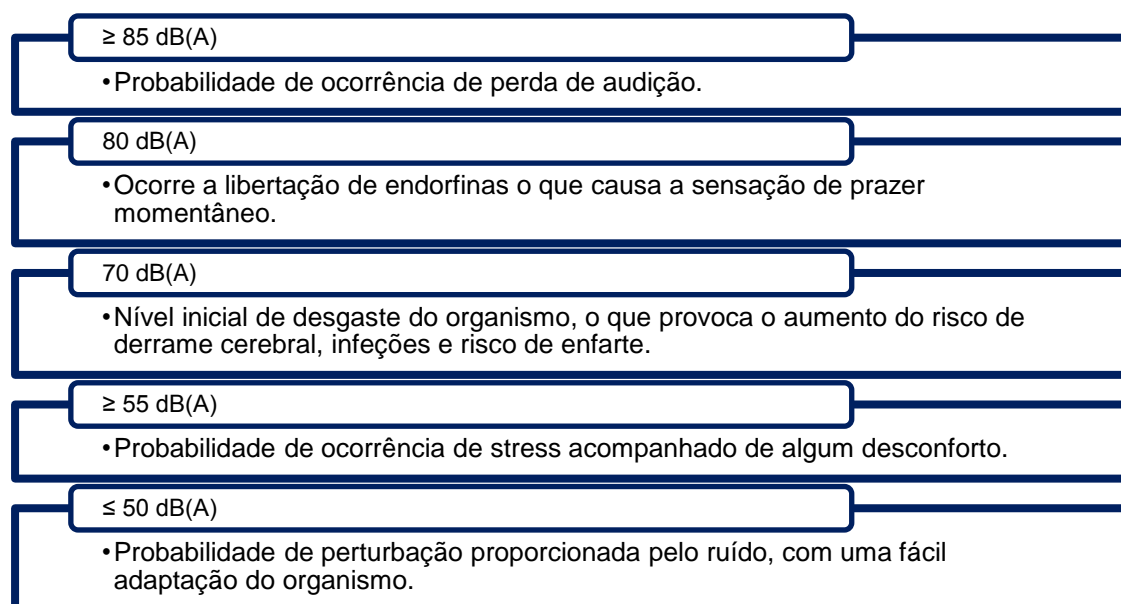 ≥ 85 dB(A)
•Probabilidade de ocorrência de perda de audição.
80 dB(A)
•Ocorre a libertação de endorfinas o que causa a sensação de prazer
momentâneo.
70 dB(A)
•Nível inicial de desgaste do organismo, o que provoca o aumento do risco de
derrame cerebral, infeções e risco de enfarte.
≥ 55 dB(A)
•Probabilidade de ocorrência de stress acompanhado de algum desconforto.
≤ 50 dB(A)
•Probabilidade de perturbação proporcionada pelo ruído, com uma fácil
adaptação do organismo.